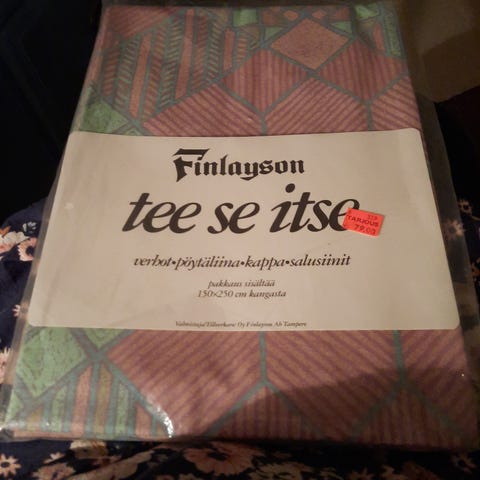 Finlayson
tee se itse
TARJOUS
79.00
verhot•pöytäliina•kappa•salusiinit
pakkaus sisältää
150×250 cm kangasta
Valmistaja/Tillverkare Oy Finlayson Ab Tampere